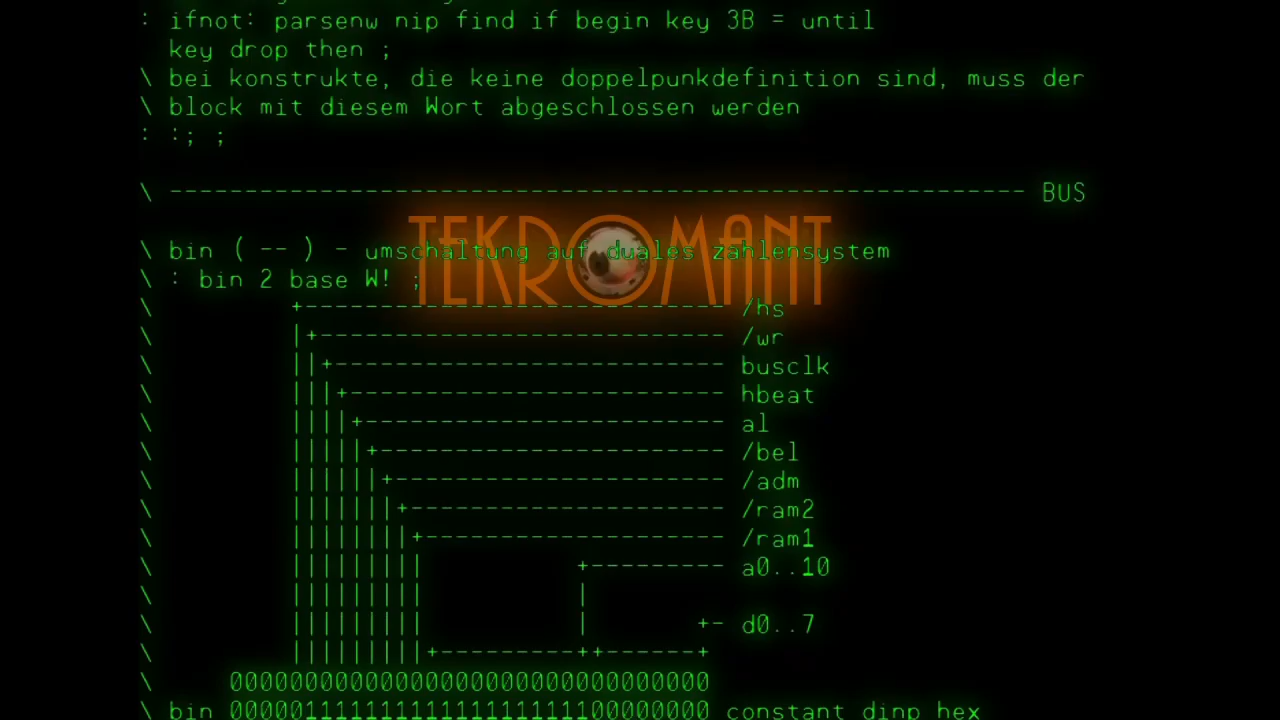 : ifnot: parsenw nip find if begin key 3B = until
  key drop then ;
\ bei konstrukte, die keine doppelpunkdefinition sind, muss der
\ block mit diesem Wort abgeschlossen werden
: :; ;
\ --------------------------------------------------------- BUS
TEKROMANT
\ bin ( -- ) - umschaltung auf duales zahlensystem
\ : bin 2 base W! ;
\         +---------------------------- /hs
\         |+--------------------------- /wr
\         ||+-------------------------- busclk
\         |||+------------------------- hbeat
\         ||||+------------------------ al
\         |||||+----------------------- /bel
\         ||||||+---------------------- /adm
\         |||||||+--------------------- /ram2
\         ||||||||+-------------------- /ram1
\         |||||||||          +--------- a0..10
\         |||||||||          |
\         |||||||||          |       +- d0..7
\         |||||||||+---------++------+
\     00000000000000000000000000000000
\ bin 00000111111111111111111100000000 constant dinp hex